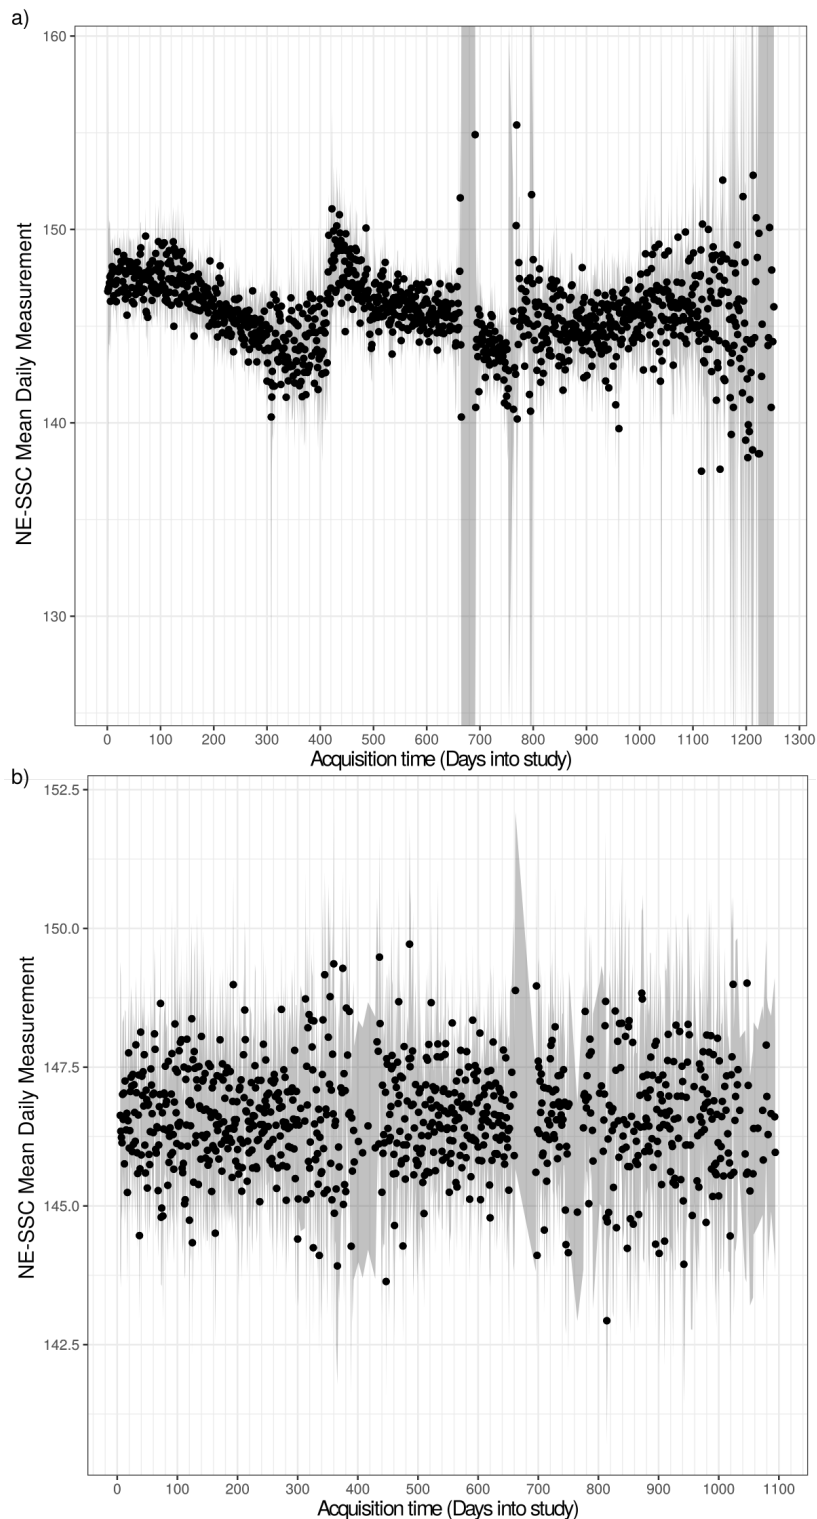 a)
160
150
140
130
NE-SSC Mean Daily Measurement
0 100 200 300 400 500 600 700 800 900 1000 1100 1200 1300
Acquisition time (Days into study)
b)
152.5
150.0
147.5
145.0
142.5
NE-SSC Mean Daily Measurement
0 100 200 300 400 500 600 700 800 900 1000 1100
Acquisition time (Days into study)